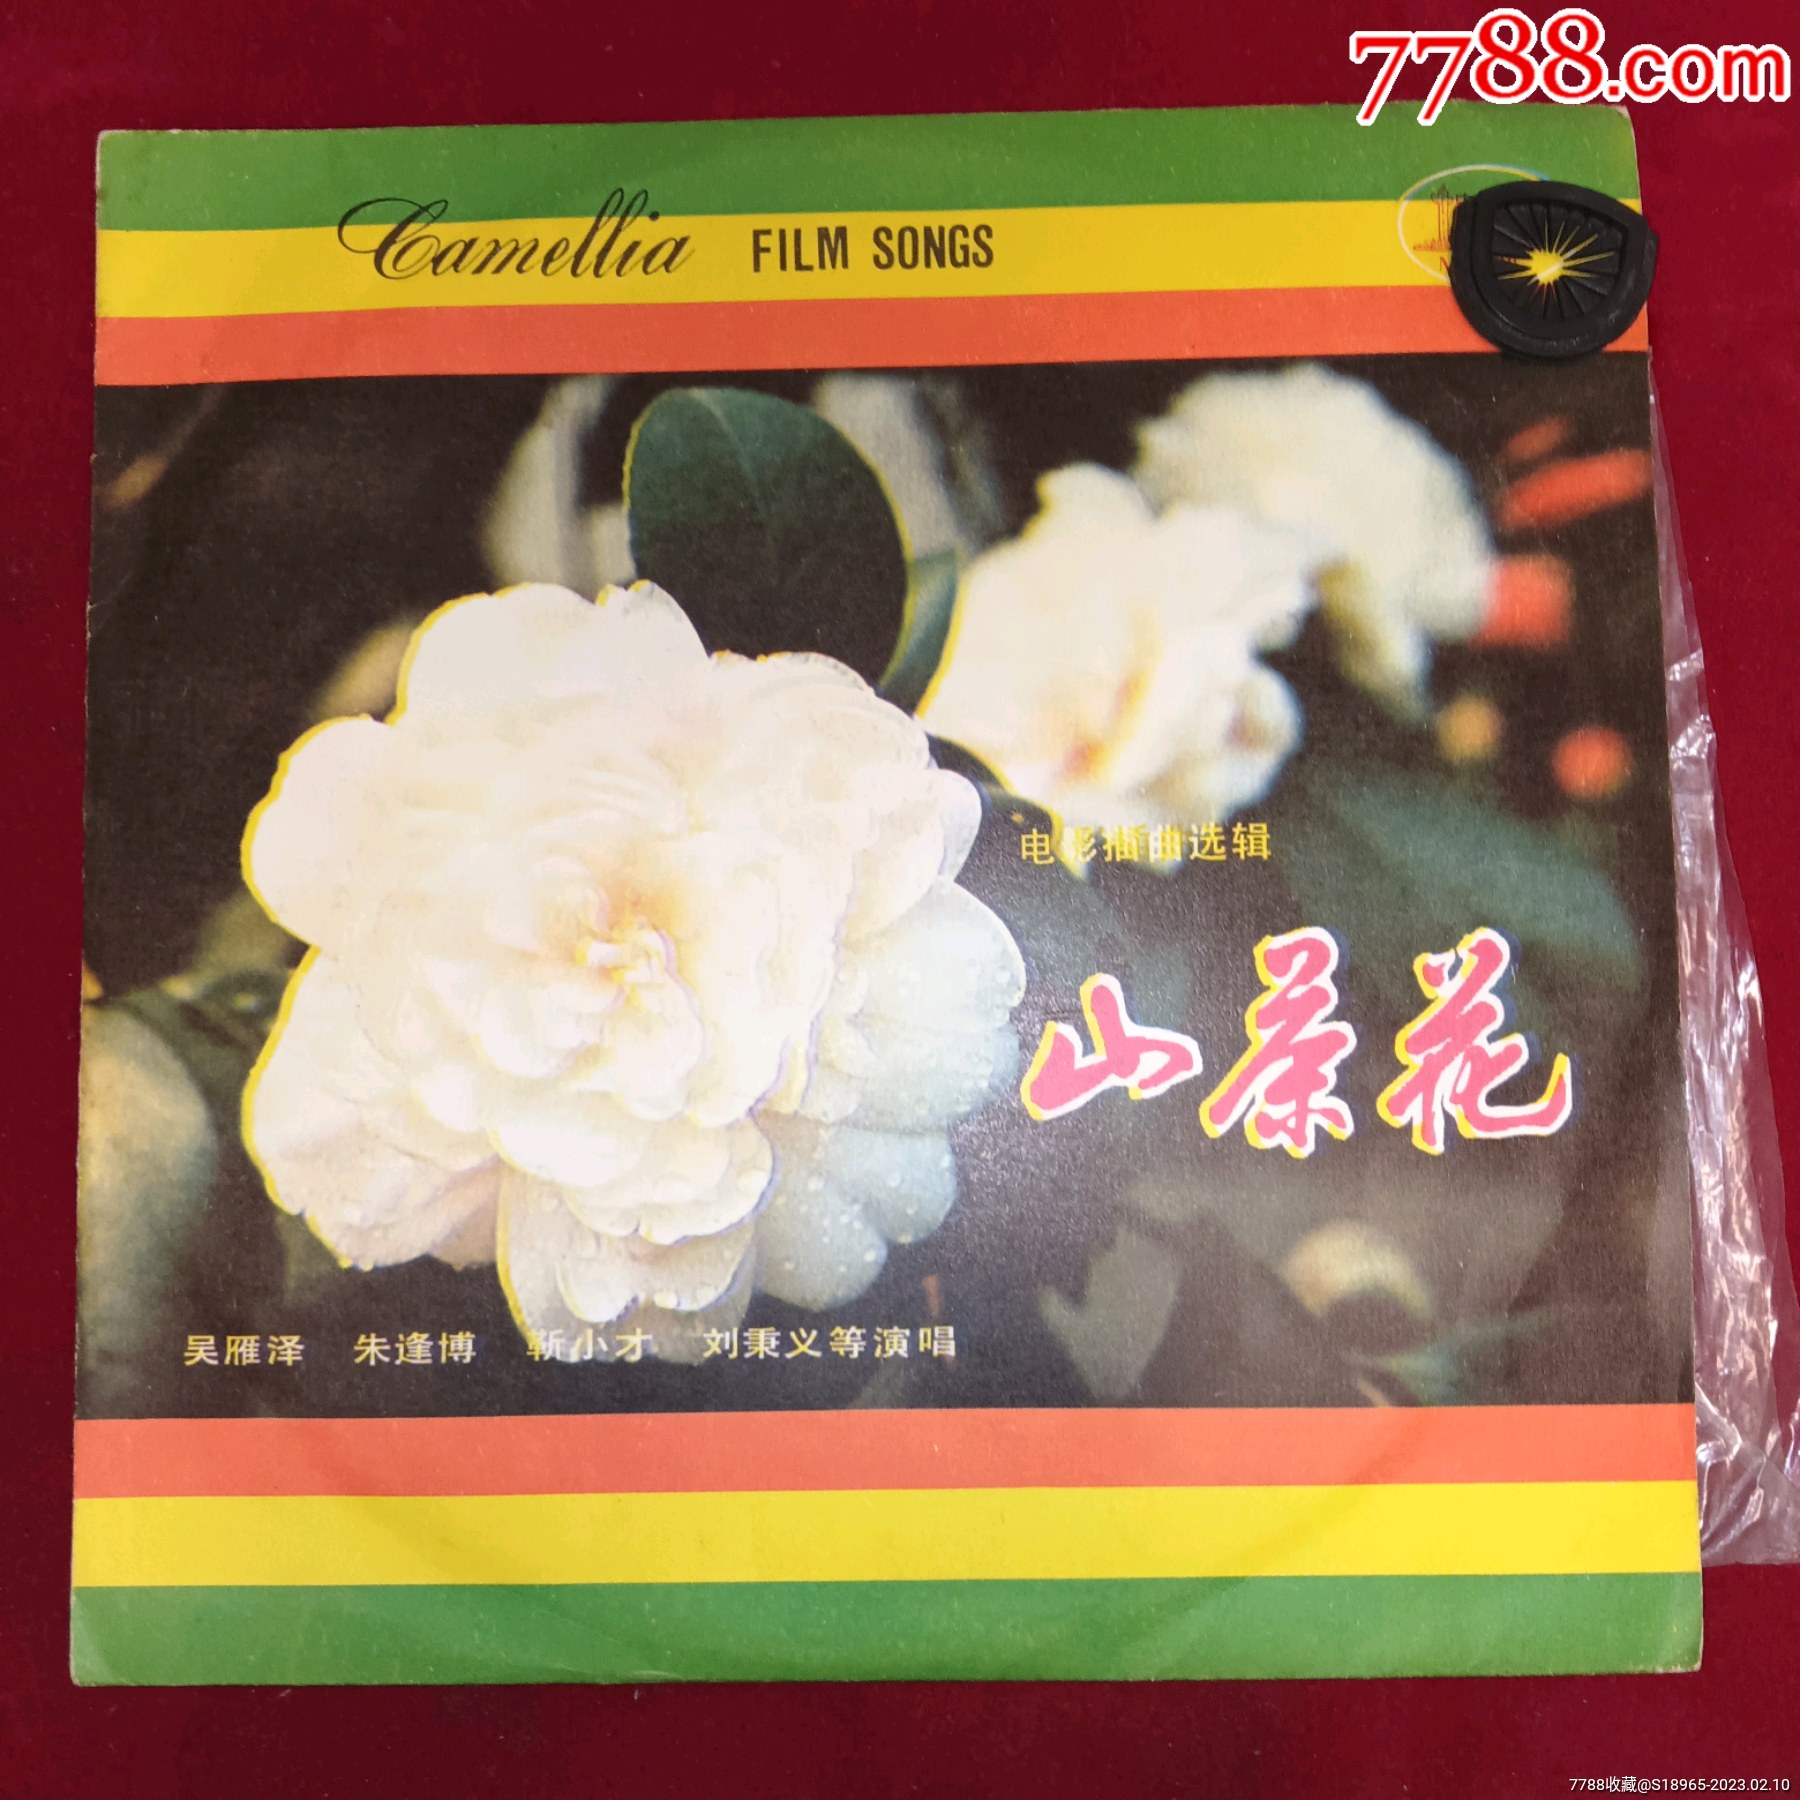 7788.com
Camellia FILM SONGS
电影插曲选辑
山茶花
吴雁泽 朱逢博 靳小才 刘秉义等演唱
7788收藏@S18965-2023.02.10